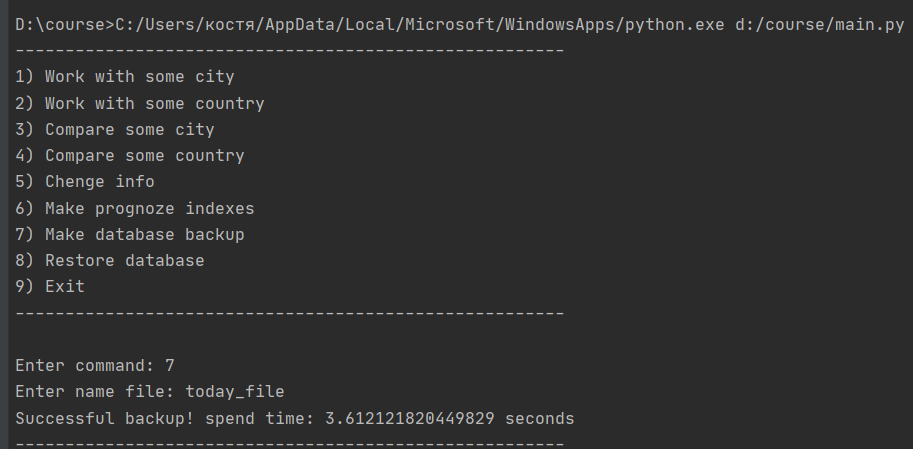 D:\course>C:/Users/костя/AppData/Local/Microsoft/WindowsApps/python.exe d:/course/main.py
-------------------------------------------------------
1) Work with some city
2) Work with some country
3) Compare some city
4) Compare some country
5) Chenge info
6) Make prognoze indexes
7) Make database backup
8) Restore database
9) Exit
-------------------------------------------------------
Enter command: 7
Enter name file: today_file
Successful backup! spend time: 3.612121820449829 seconds
-------------------------------------------------------